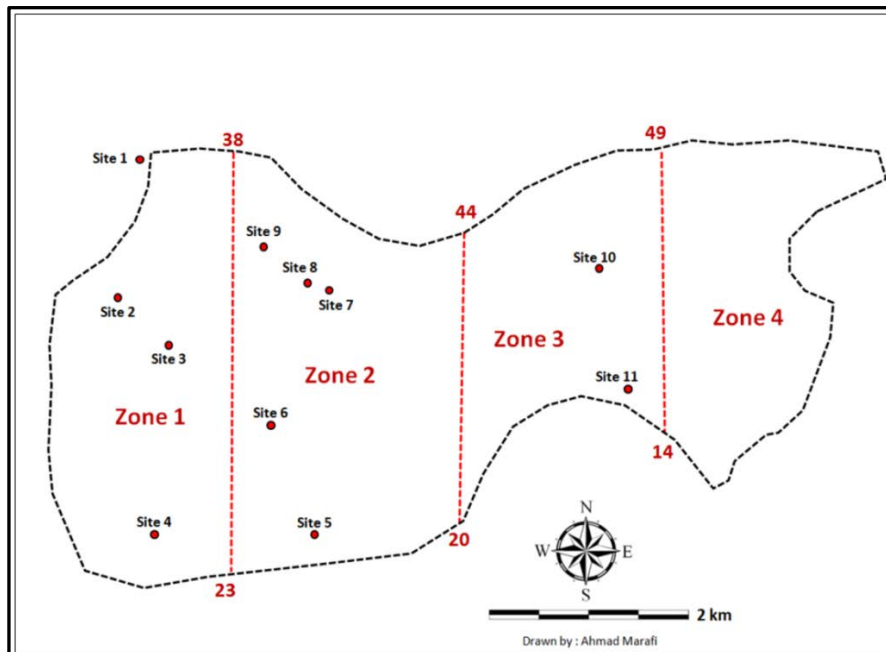 38
49
Site 1
44
Site 9
Site 10
Site 8
Site 7
Site 2
Zone 4
Zone 3
Site 3
Zone 2
Site 11
Zone 1
Site 6
14
Site 4
Site 5
20
N
W E
S
23
2 km
Drawn by : Ahmad Marafi